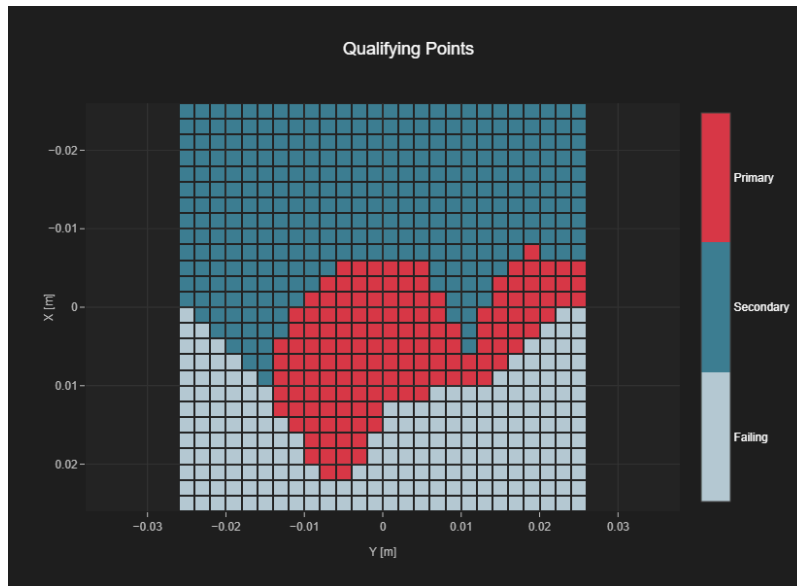 Qualifying Points
−0.02
−0.01
0
0.01
0.02
X [m]
−0.03
−0.02
−0.01
0
0.01
0.02
0.03
Y [m]
Primary
Secondary
Failing